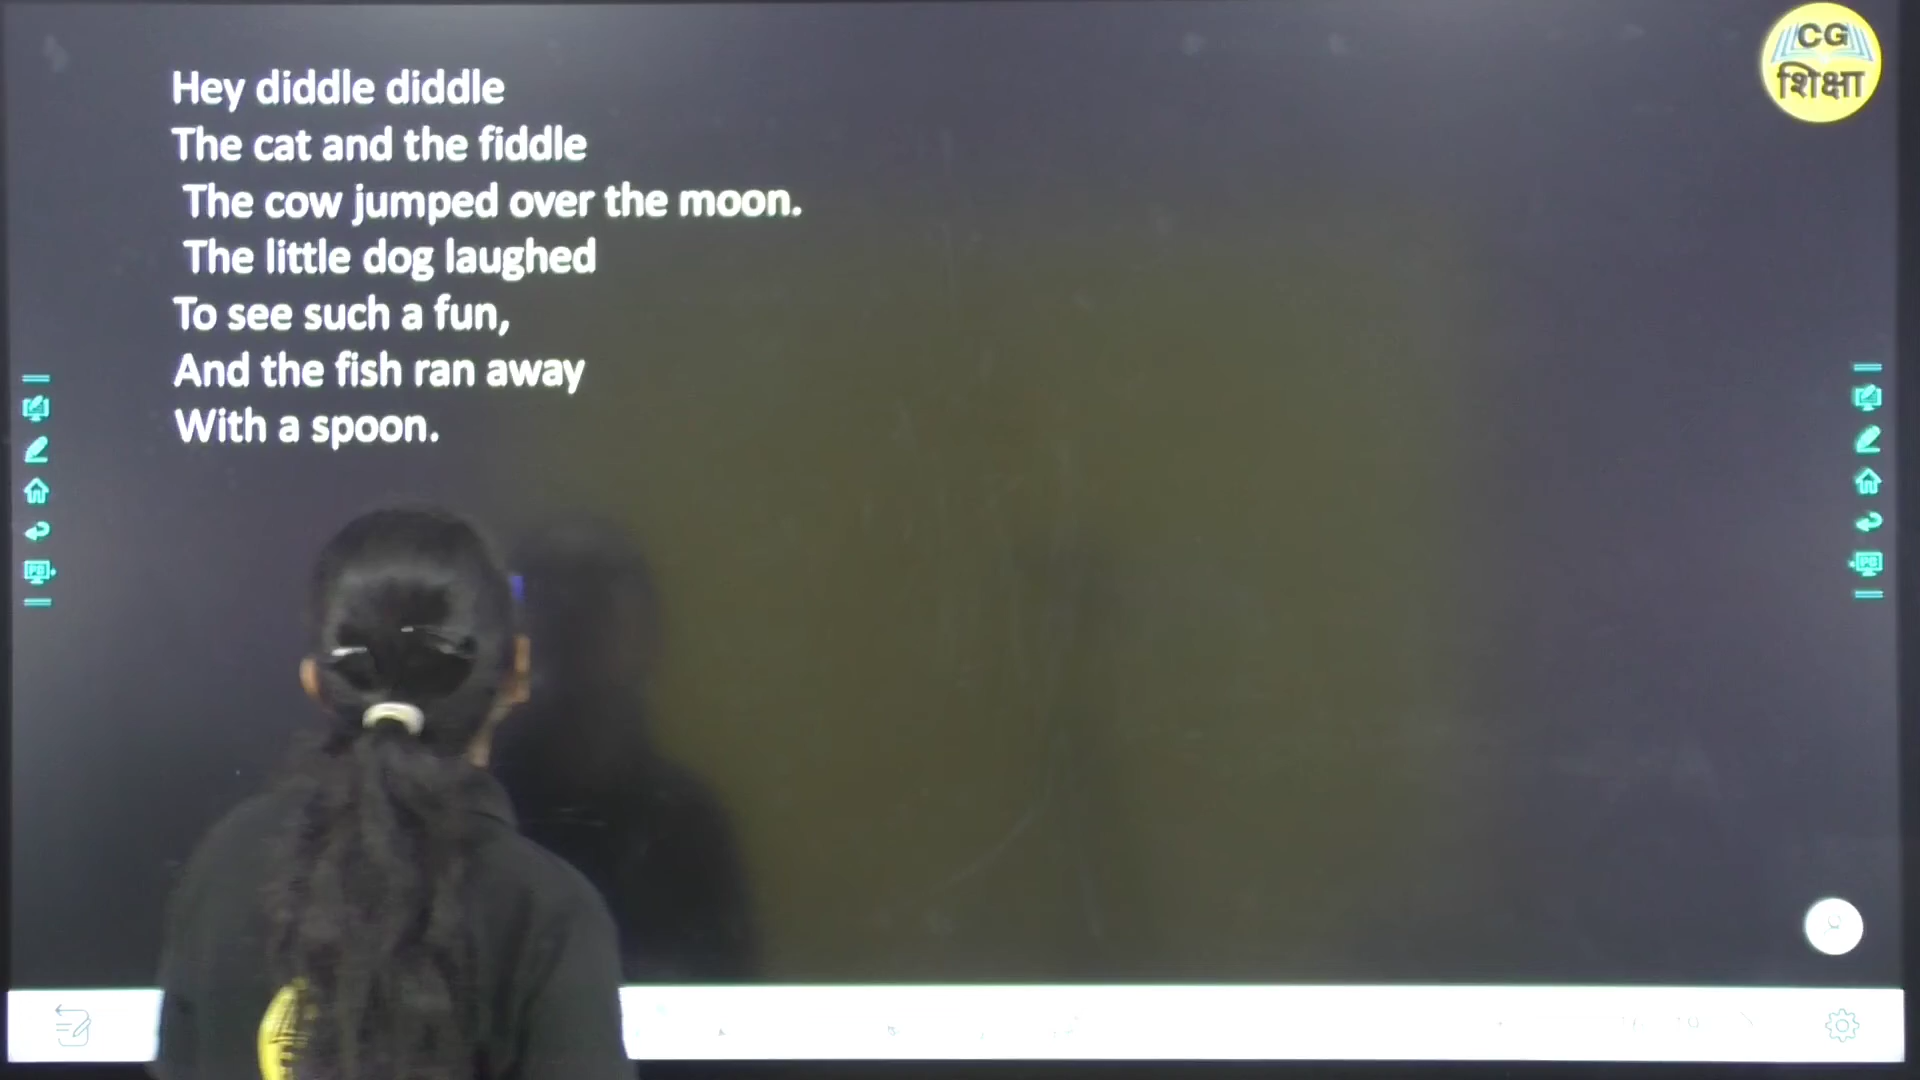 Hey diddle diddle
The cat and the fiddle
The cow jumped over the moon.
The little dog laughed
To see such a fun,
And the fish ran away
With a spoon.
CG
शिक्षा